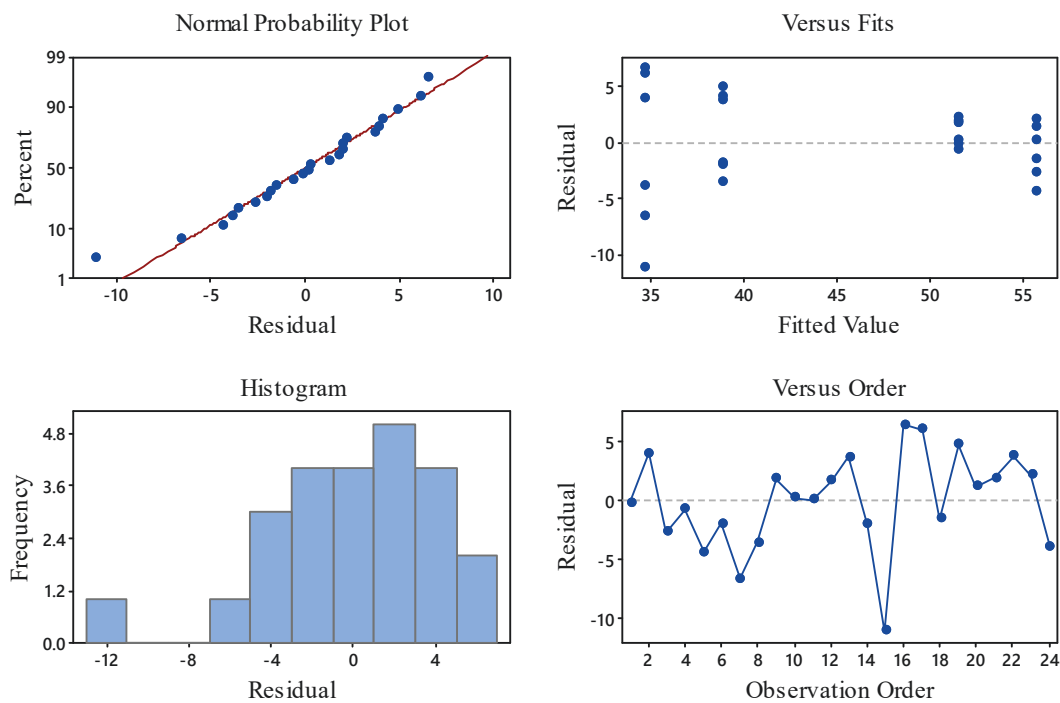 Normal Probability Plot
99
90
50
10
1
Percent
-10 -5 0 5 10
Residual
Versus Fits
5
0
-5
-10
Residual
35 40 45 50 55
Fitted Value
Histogram
4.8
3.6
2.4
1.2
0.0
Frequency
-12 -8 -4 0 4
Residual
Versus Order
5
0
-5
-10
Residual
2 4 6 8 10 12 14 16 18 20 22 24
Observation Order